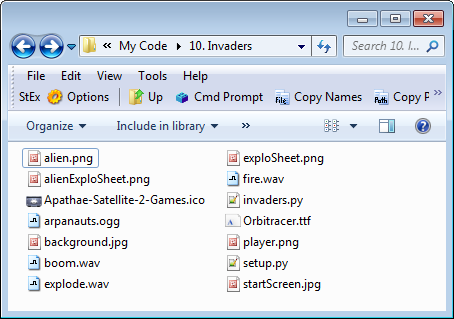 « My Code ▸ 10. Invaders
Search 10. I...
File Edit View Tools Help
StEx Options Up Cmd Prompt Copy Names Copy P
Organize Include in library »
alien.png
alienExploSheet.png
Apathae-Satellite-2-Games.ico
arpanauts.ogg
background.jpg
boom.wav
explode.wav
exploSheet.png
fire.wav
invaders.py
Orbitracer.ttf
player.png
setup.py
startScreen.jpg